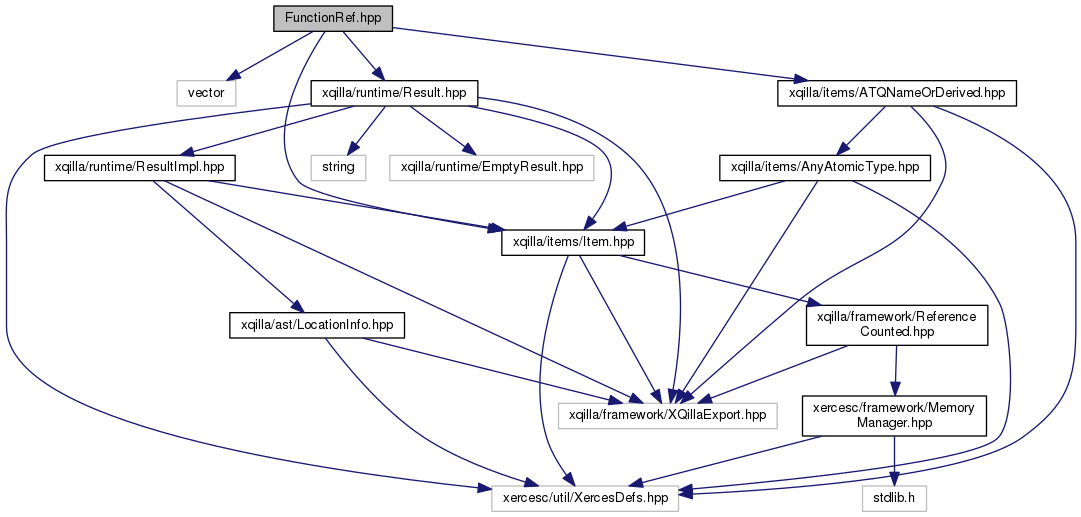 FunctionRef.hpp
vector
xqilla/runtime/Result.hpp
xqilla/items/ATQNameOrDerived.hpp
xqilla/runtime/ResultImpl.hpp
string
xqilla/runtime/EmptyResult.hpp
xqilla/items/AnyAtomicType.hpp
xqilla/items/Item.hpp
xqilla/ast/LocationInfo.hpp
xqilla/framework/Reference
Counted.hpp
xqilla/framework/XQillaExport.hpp
xercesc/framework/Memory
Manager.hpp
xercesc/util/XercesDefs.hpp
stdlib.h